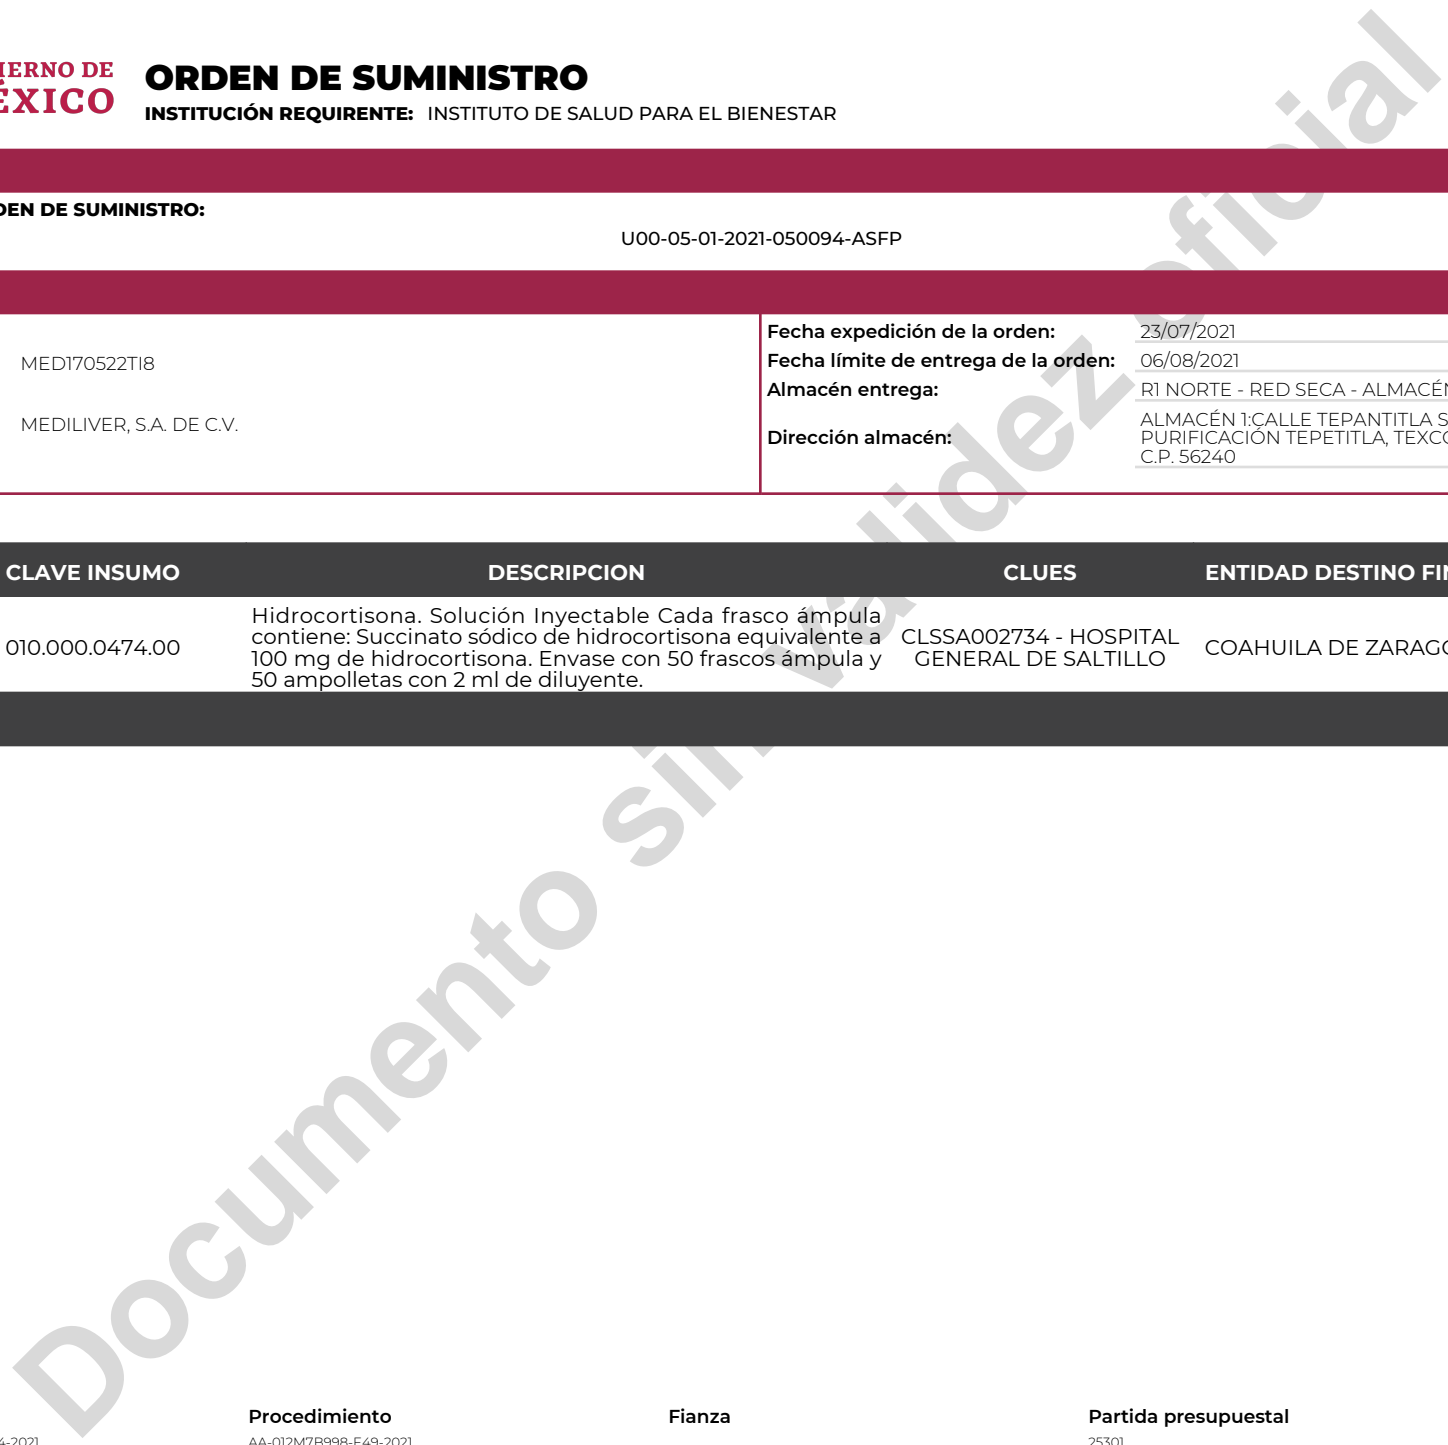 IERNO DE
ÉXICO
ORDEN DE SUMINISTRO
INSTITUCIÓN REQUIRENTE: INSTITUTO DE SALUD PARA EL BIENESTAR
DEN DE SUMINISTRO:
U00-05-01-2021-050094-ASFP
MED170522TI8
MEDILIVER, S.A. DE C.V.
Fecha expedición de la orden: 23/07/2021
Fecha límite de entrega de la orden: 06/08/2021
Almacén entrega: R1 NORTE - RED SECA - ALMACÉN
Dirección almacén:
ALMACÉN 1:CALLE TEPANTITLA S
PURIFICACIÓN TEPETITLA, TEXCO
C.P. 56240
CLAVE INSUMO DESCRIPCION CLUES ENTIDAD DESTINO FIN
010.000.0474.00
Hidrocortisona. Solución Inyectable Cada frasco ámpula
contiene: Succinato sódico de hidrocortisona equivalente a
100 mg de hidrocortisona. Envase con 50 frascos ámpula y
50 ampolletas con 2 ml de diluyente.
CLSSA002734 - HOSPITAL
GENERAL DE SALTILLO
COAHUILA DE ZARAGO
Documento sin validez oficial
Procedimiento Fianza Partida presupuestal
4-2021 AA-012M7B998-E49-2021 25301